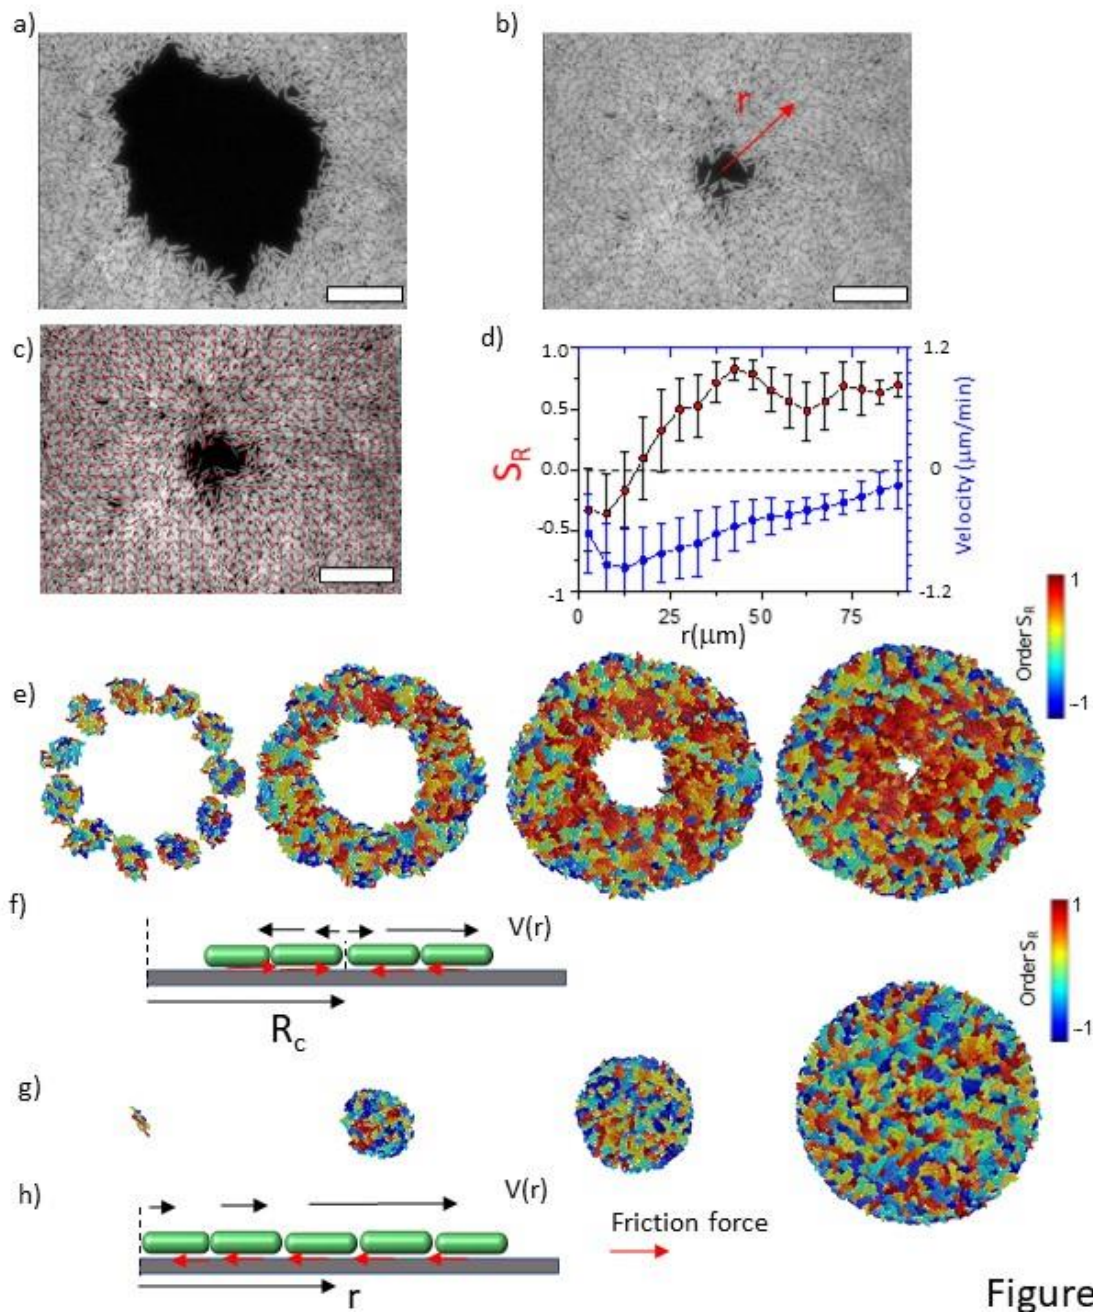 a)
b)
r
c)
d)
1.0
0.5
0.0
-0.5
-1
S_R
0
25
50
75
r(μm)
1.2
0
-1.2
Velocity (μm/min)
e)
1
Order S_R
−1
f)
V(r)
R_c
1
Order S_R
−1
g)
h)
V(r)
r
Friction force
Figure